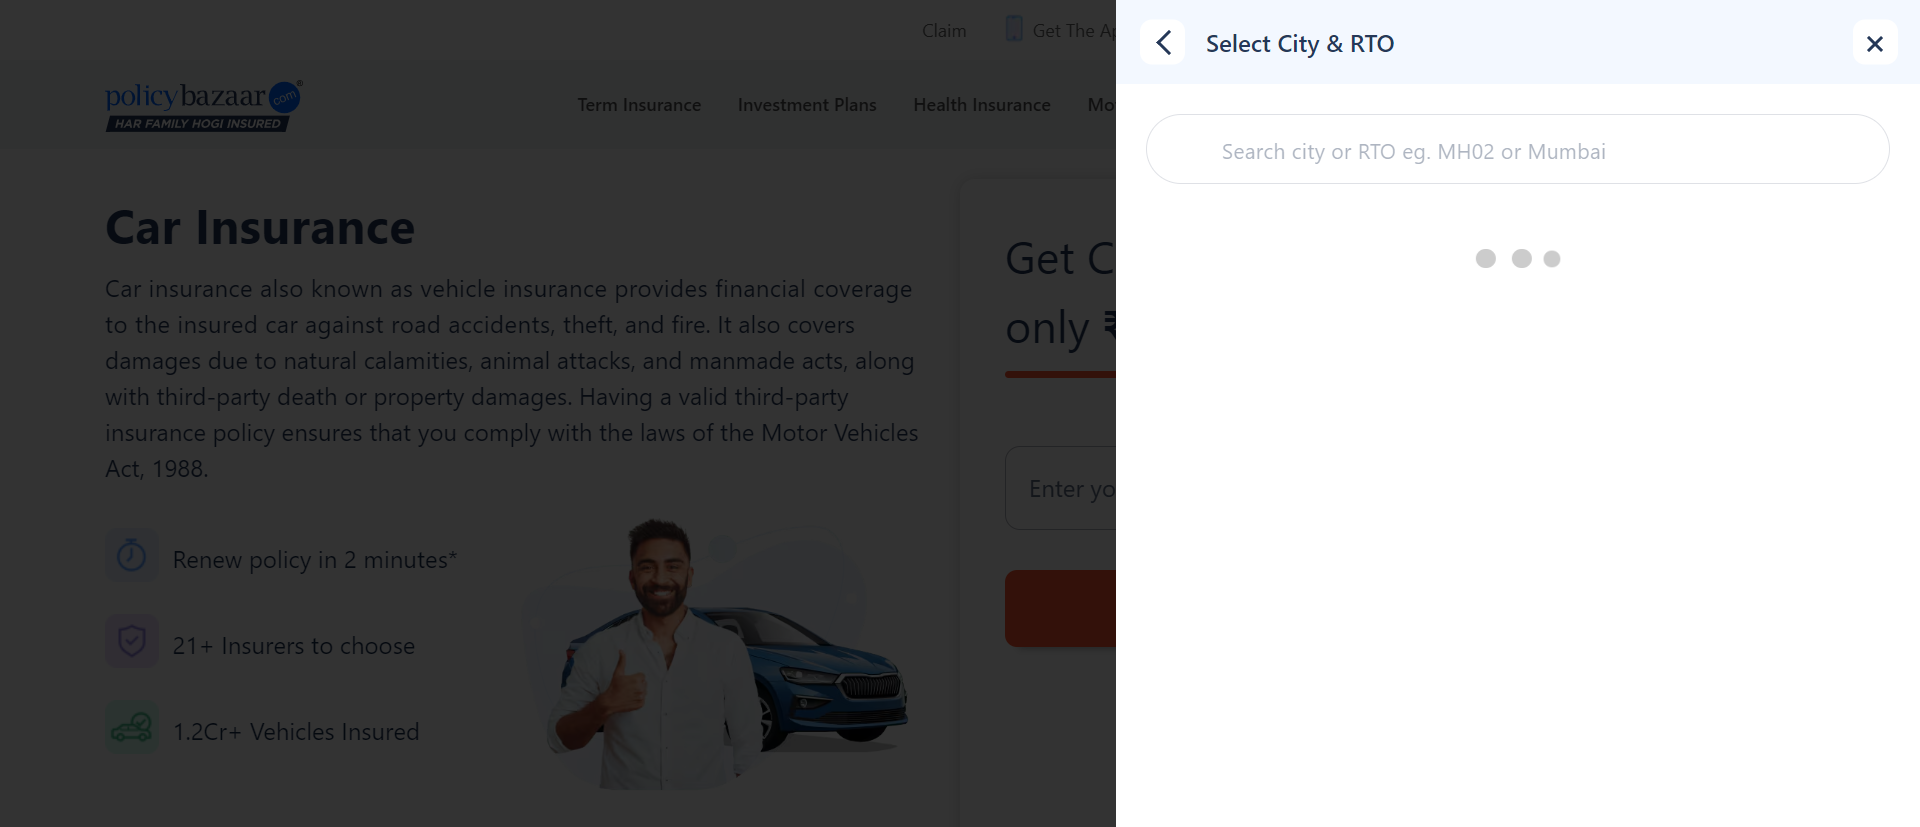 Claim
Get The
policybazaar.com®
HAR FAMILY HOGI INSURED
Term Insurance
Investment Plans
Health Insurance
Car Insurance
Car insurance also known as vehicle insurance provides financial coverage
to the insured car against road accidents, theft, and fire. It also covers
damages due to natural calamities, animal attacks, and manmade acts, along
with third-party death or property damages. Having a valid third-party
insurance policy ensures that you comply with the laws of the Motor Vehicles
Act, 1988.
Renew policy in 2 minutes*
21+ Insurers to choose
1.2Cr+ Vehicles Insured
Get
only ₹
Enter
Select City & RTO
Search city or RTO eg. MH02 or Mumbai